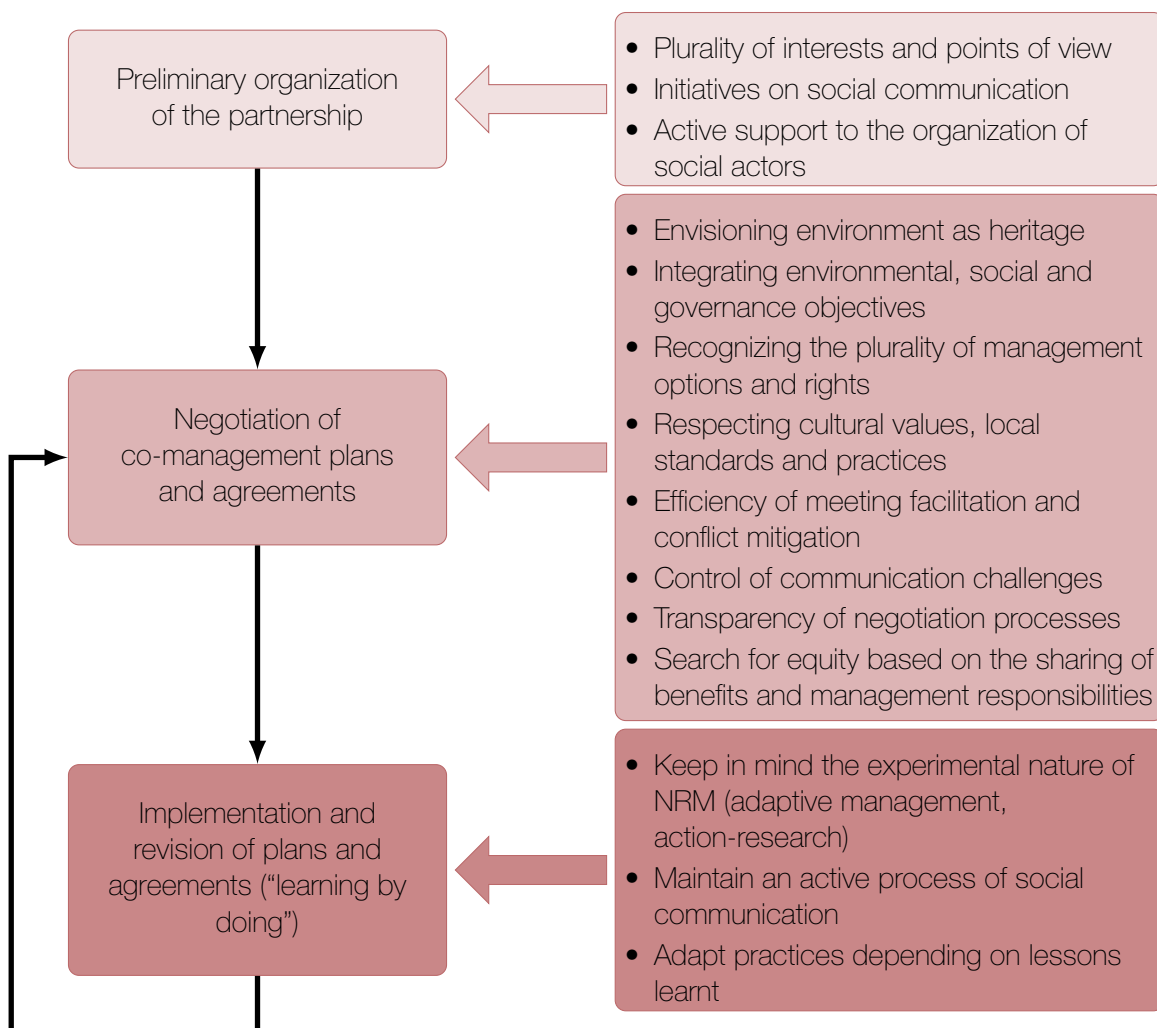 Preliminary organization
of the partnership
• Plurality of interests and points of view
• Initiatives on social communication
• Active support to the organization of
social actors
Negotiation of
co-management plans
and agreements
• Envisioning environment as heritage
• Integrating environmental, social and
governance objectives
• Recognizing the plurality of management
options and rights
• Respecting cultural values, local
standards and practices
• Efficiency of meeting facilitation and
conflict mitigation
• Control of communication challenges
• Transparency of negotiation processes
• Search for equity based on the sharing of
benefits and management responsibilities
Implementation and
revision of plans and
agreements (“learning by
doing”)
• Keep in mind the experimental nature of
NRM (adaptive management,
action-research)
• Maintain an active process of social
communication
• Adapt practices depending on lessons
learnt